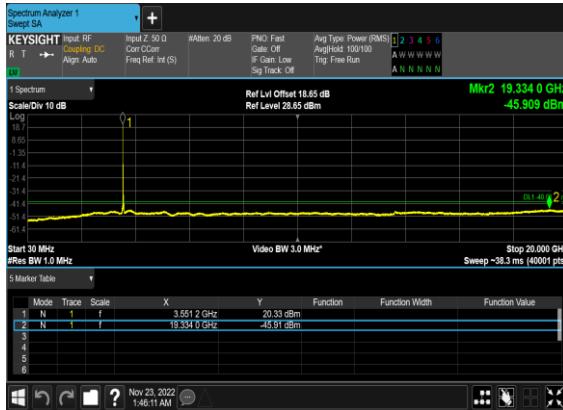 Spectrum Analyzer 1
Swept SA
+
KEYSIGHT Input: RF Input Z: 50 Ω #Atten: 20 dB PNO: Fast Avg Type: Power (RMS) 1 2 3 4 5 6
R T Coupling: DC Corr CCorr Gate: Off Avg|Hold: 100/100 A W W W W W
Align: Auto Freq Ref: Int (S) IF Gain: Low Trig: Free Run
LXI Sig Track: Off A N N N N N
1 Spectrum Ref Lvl Offset 18.65 dB Mkr2 19.334 0 GHz
Scale/Div 10 dB Ref Level 28.65 dBm -45.909 dBm
Log
18.7
8.65
-1.35
-11.4
-21.4
-31.4
-41.4
-51.4
-61.4
1
2
Start 30 MHz Video BW 3.0 MHz* Stop 20.000 GHz
#Res BW 1.0 MHz Sweep ~38.3 ms (40001 pts)
5 Marker Table
Mode Trace Scale X Y Function Function Width Function Value
1 N 1 f 3.551 2 GHz 20.33 dBm
2 N 1 f 19.334 0 GHz -45.91 dBm
3
4
5
6
? Nov 23, 2022
1:46:11 AM